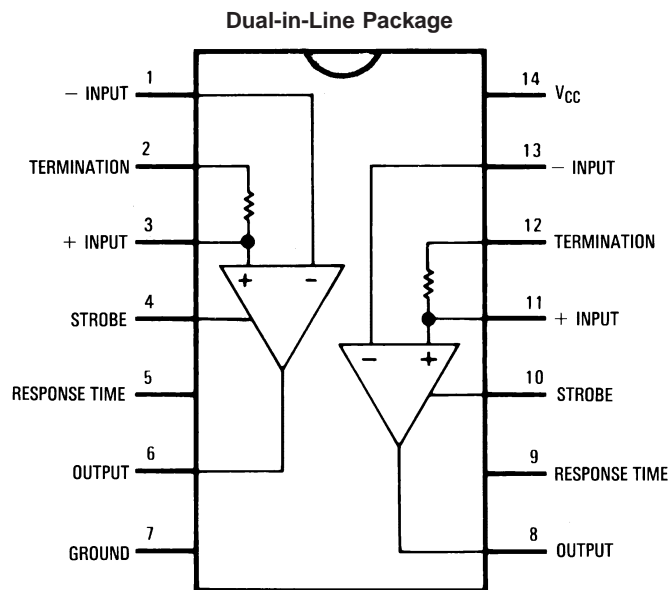 Dual-in-Line Package
1
− INPUT
2
TERMINATION
3
+ INPUT
4
STROBE
5
RESPONSE TIME
6
OUTPUT
7
GROUND
14
VCC
13
− INPUT
12
TERMINATION
11
+ INPUT
10
STROBE
9
RESPONSE TIME
8
OUTPUT
+ −
− +